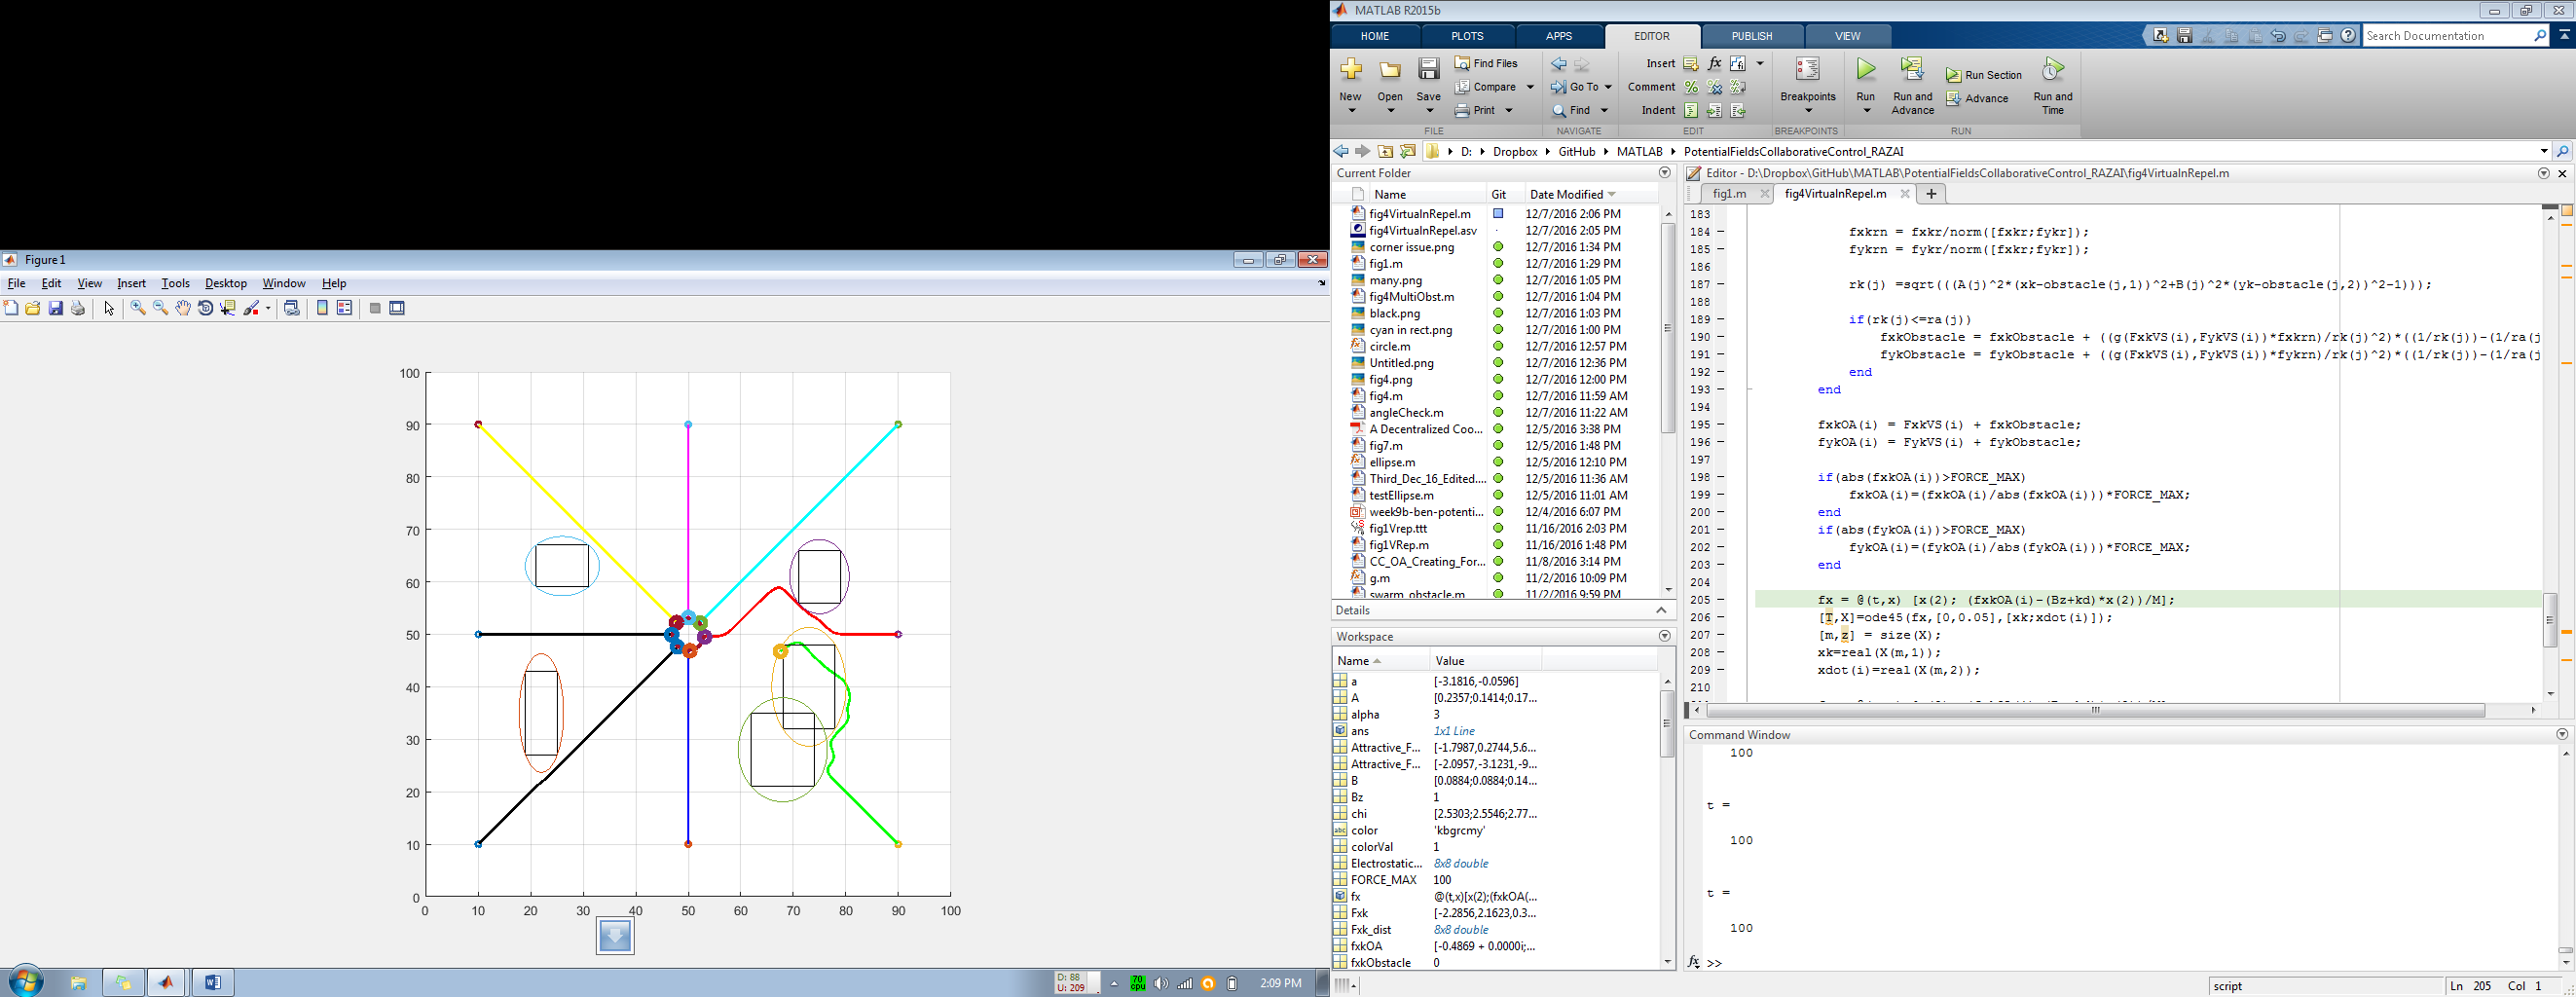 Figure 1
File Edit View Insert Tools Desktop Window Help
100
90
80
70
60
50
40
30
20
10
0
0 10 20 30 40 50 60 70 80 90 100
D: 88
U: 209
70
cpu
2:09 PM
MATLAB R2015b
HOME PLOTS APPS EDITOR PUBLISH VIEW
Search Documentation
New Open Save
Find Files
Compare
Print
Go To
Find
Insert
Comment
Indent
Breakpoints
Run
Run and Advance
Run Section
Advance
Run and Time
FILE NAVIGATE EDIT BREAKPOINTS RUN
D: Dropbox GitHub MATLAB PotentialFieldsCollaborativeControl_RAZAI
Current Folder
Name Git Date Modified
fig4VirtualnRepel.m 12/7/2016 2:06 PM
fig4VirtualnRepel.asv 12/7/2016 2:05 PM
corner issue.png 12/7/2016 1:34 PM
fig1.m 12/7/2016 1:29 PM
many.png 12/7/2016 1:05 PM
fig4MultiObst.m 12/7/2016 1:04 PM
black.png 12/7/2016 1:03 PM
cyan in rect.png 12/7/2016 1:00 PM
circle.m 12/7/2016 12:57 PM
Untitled.png 12/7/2016 12:36 PM
fig4.png 12/7/2016 12:00 PM
fig4.m 12/7/2016 11:59 AM
angleCheck.m 12/7/2016 11:22 AM
A Decentralized Coo... 12/5/2016 3:38 PM
fig7.m 12/5/2016 1:48 PM
ellipse.m 12/5/2016 12:10 PM
Third_Dec_16_Edited.... 12/5/2016 11:36 AM
testEllipse.m 12/5/2016 11:01 AM
week9b-ben-potenti... 12/4/2016 6:07 PM
fig1Vrep.ttt 11/16/2016 2:03 PM
fig1VRep.m 11/16/2016 1:48 PM
CC_OA_Creating_For... 11/8/2016 3:14 PM
g.m 11/2/2016 10:09 PM
swarm_obstacle.m 11/2/2016 9:59 PM
Details
Workspace
Name Value
a [-3.1816,-0.0596]
A [0.2357;0.1414;0.17...
alpha 3
ans 1x1 Line
Attractive_F... [-1.7987,0.2744,5.6...
Attractive_F... [-2.0957,-3.1231,-9...
B [0.0884;0.0884;0.14...
Bz 1
chi [2.5303;2.5546;2.77...
color 'kbgrcmy'
colorVal 1
Electrostatic... 8x8 double
FORCE_MAX 100
fx @(t,x)[x(2);(fxkOA(...
Fxk [-2.2856,2.1623,0.3...
Fxk_dist 8x8 double
fxkOA [-0.4869 + 0.0000i;...
fxkObstacle 0
Editor - D:\Dropbox\GitHub\MATLAB\PotentialFieldsCollaborativeControl_RAZAI\fig4VirtualnRepel.m
fig1.m fig4VirtualnRepel.m
183
184 fxkrn = fxkr/norm([fxkr;fykr]);
185 fykrn = fykr/norm([fxkr;fykr]);
186
187 rk(j) =sqrt(((A(j)^2*(xk-obstacle(j,1))^2+B(j)^2*(yk-obstacle(j,2))^2-1)));
188
189 if(rk(j)<=ra(j))
190 fxkObstacle = fxkObstacle + ((g(FxkVS(i),FykVS(i))*fxkrn)/rk(j)^2)*((1/rk(j))-(1/ra(j
191 fykObstacle = fykObstacle + ((g(FxkVS(i),FykVS(i))*fykrn)/rk(j)^2)*((1/rk(j))-(1/ra(j
192 end
193 end
194
195 fxkOA(i) = FxkVS(i) + fxkObstacle;
196 fykOA(i) = FykVS(i) + fykObstacle;
197
198 if(abs(fxkOA(i))>FORCE_MAX)
199 fxkOA(i)=(fxkOA(i)/abs(fxkOA(i)))*FORCE_MAX;
200 end
201 if(abs(fykOA(i))>FORCE_MAX)
202 fykOA(i)=(fykOA(i)/abs(fykOA(i)))*FORCE_MAX;
203 end
204
205 fx = @(t,x) [x(2); (fxkOA(i)-(Bz+kd)*x(2))/M];
206 [T,X]=ode45(fx,[0,0.05],[xk;xdot(i)]);
207 [m,z] = size(X);
208 xk=real(X(m,1));
209 xdot(i)=real(X(m,2));
210
Command Window
100
t =
100
t =
100
fx >>
script
Ln 205 Col 1